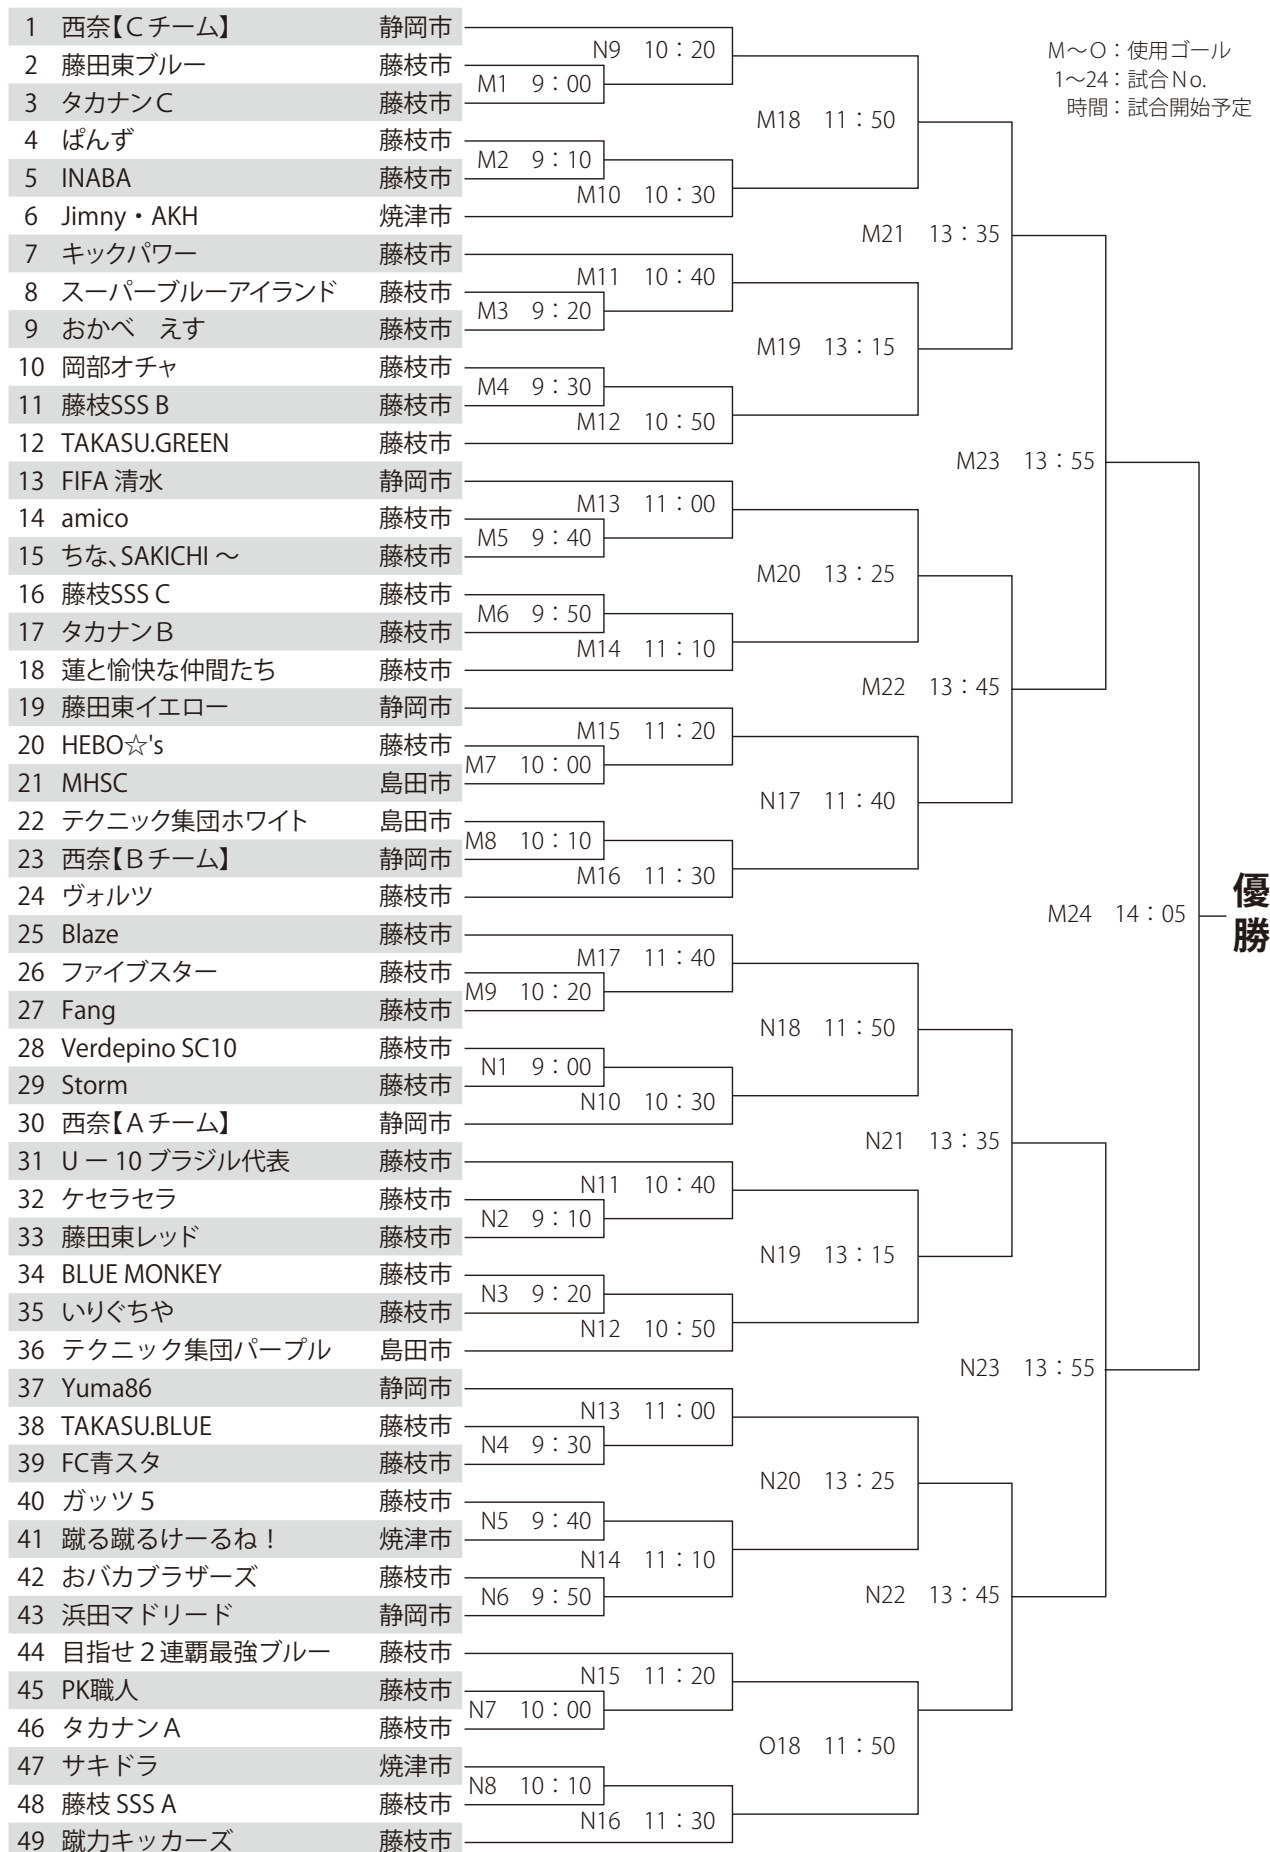 1 西奈【Cチーム】 静岡市
2 藤田東ブルー 藤枝市
3 タカナンC 藤枝市
4 ぱんず 藤枝市
5 INABA 藤枝市
6 Jimny・AKH 焼津市
7 キックパワー 藤枝市
8 スーパーブルーアイランド 藤枝市
9 おかべ　えす 藤枝市
10 岡部オチャ 藤枝市
11 藤枝SSS B 藤枝市
12 TAKASU.GREEN 藤枝市
13 FIFA 清水 静岡市
14 amico 藤枝市
15 ちな、SAKICHI ～ 藤枝市
16 藤枝SSS C 藤枝市
17 タカナンB 藤枝市
18 蓮と愉快な仲間たち 藤枝市
19 藤田東イエロー 静岡市
20 HEBO☆'s 藤枝市
21 MHSC 島田市
22 テクニック集団ホワイト 島田市
23 西奈【Bチーム】 静岡市
24 ヴォルツ 藤枝市
25 Blaze 藤枝市
26 ファイブスター 藤枝市
27 Fang 藤枝市
28 Verdepino SC10 藤枝市
29 Storm 藤枝市
30 西奈【Aチーム】 静岡市
31 U ー 10 ブラジル代表 藤枝市
32 ケセラセラ 藤枝市
33 藤田東レッド 藤枝市
34 BLUE MONKEY 藤枝市
35 いりぐちや 藤枝市
36 テクニック集団パープル 島田市
37 Yuma86 静岡市
38 TAKASU.BLUE 藤枝市
39 FC青スタ 藤枝市
40 ガッツ 5 藤枝市
41 蹴る蹴るけーるね！ 焼津市
42 おバカブラザーズ 藤枝市
43 浜田マドリード 静岡市
44 目指せ２連覇最強ブルー 藤枝市
45 PK職人 藤枝市
46 タカナンA 藤枝市
47 サキドラ 焼津市
48 藤枝 SSS A 藤枝市
49 蹴力キッカーズ 藤枝市
M1 9：00
M2 9：10
M3 9：20
M4 9：30
M5 9：40
M6 9：50
M7 10：00
M8 10：10
M9 10：20
N1 9：00
N2 9：10
N3 9：20
N4 9：30
N5 9：40
N6 9：50
N7 10：00
N8 10：10
N9 10：20
M10 10：30
M11 10：40
M12 10：50
M13 11：00
M14 11：10
M15 11：20
M16 11：30
M17 11：40
N10 10：30
N11 10：40
N12 10：50
N13 11：00
N14 11：10
N15 11：20
N16 11：30
M18 11：50
M19 13：15
M20 13：25
N17 11：40
N18 11：50
N19 13：15
N20 13：25
O18 11：50
M21 13：35
M22 13：45
N21 13：35
N22 13：45
M23 13：55
N23 13：55
M24 14：05
優勝
M～O：使用ゴール
1～24：試合No.
時間：試合開始予定